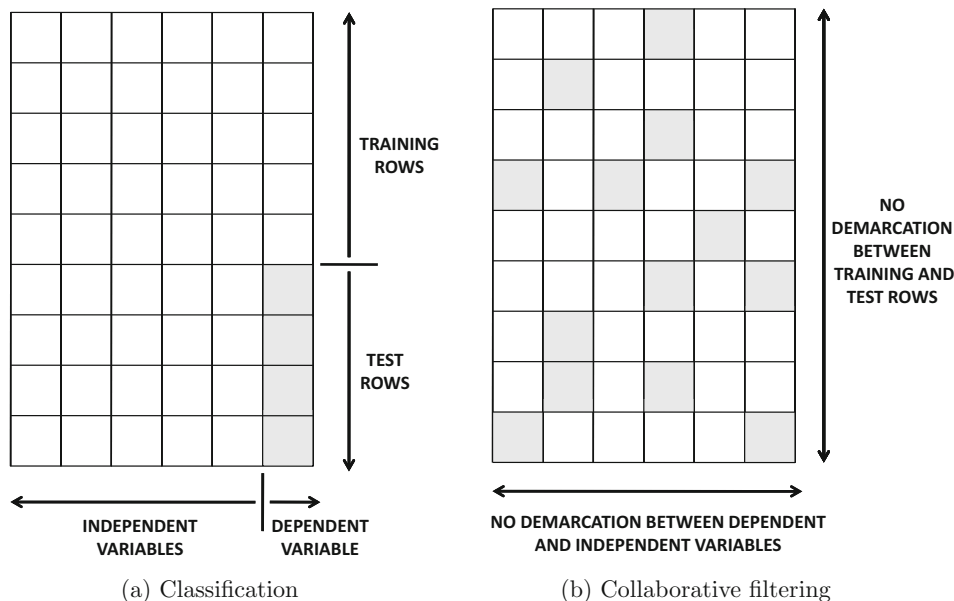 TRAINING
ROWS
TEST
ROWS
INDEPENDENT
VARIABLES
DEPENDENT
VARIABLE
(a) Classification
NO
DEMARCATION
BETWEEN
TRAINING AND
TEST ROWS
NO DEMARCATION BETWEEN DEPENDENT
AND INDEPENDENT VARIABLES
(b) Collaborative filtering